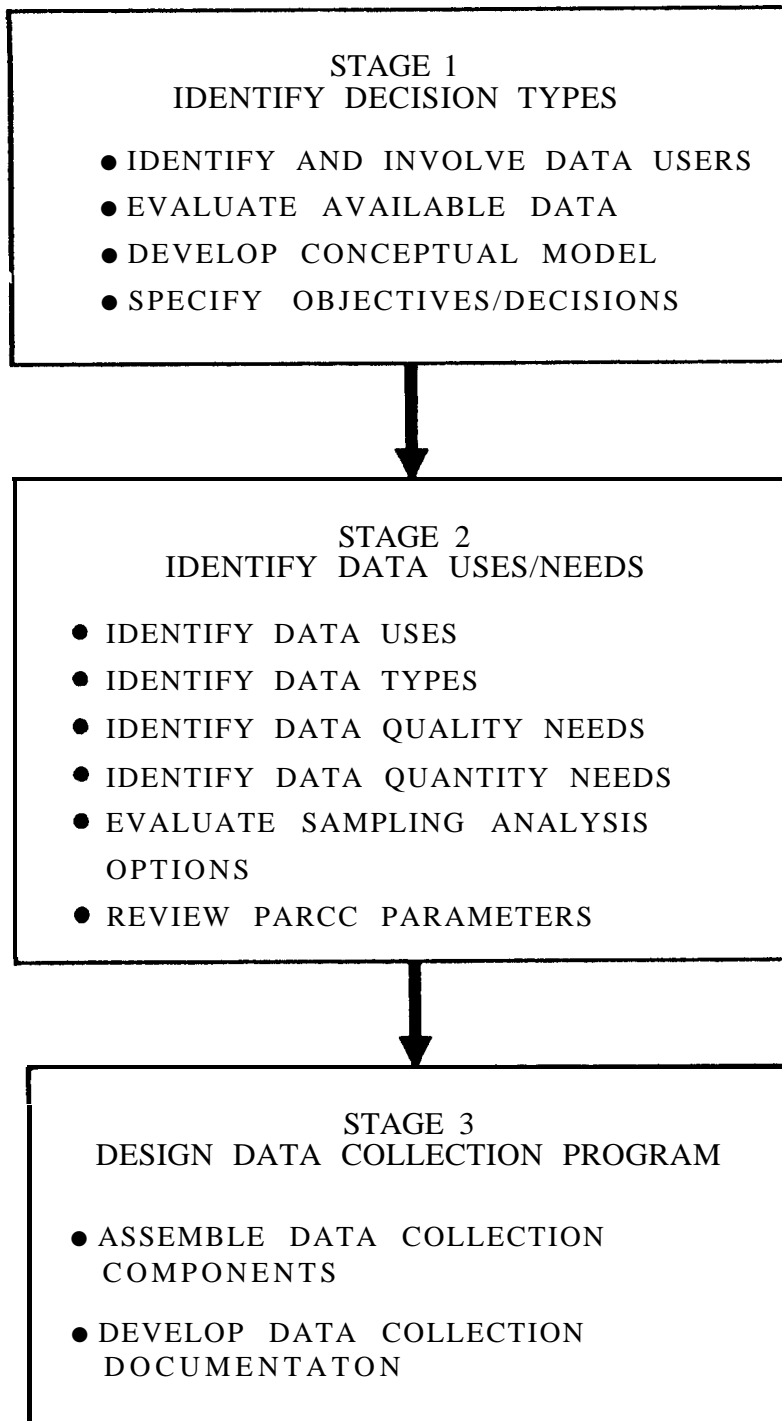 STAGE 1
IDENTIFY DECISION TYPES
● IDENTIFY AND INVOLVE DATA USERS
● EVALUATE AVAILABLE DATA
● DEVELOP CONCEPTUAL MODEL
● SPECIFY OBJECTIVES/DECISIONS
STAGE 2
IDENTIFY DATA USES/NEEDS
● IDENTIFY DATA USES
● IDENTIFY DATA TYPES
● IDENTIFY DATA QUALITY NEEDS
● IDENTIFY DATA QUANTITY NEEDS
● EVALUATE SAMPLING ANALYSIS
OPTIONS
● REVIEW PARCC PARAMETERS
STAGE 3
DESIGN DATA COLLECTION PROGRAM
● ASSEMBLE DATA COLLECTION
COMPONENTS
● DEVELOP DATA COLLECTION
DOCUMENTATON